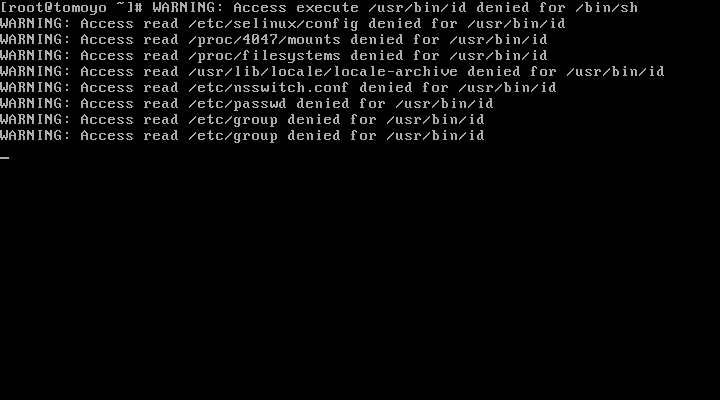 [root@tomoyo ~]# WARNING: Access execute /usr/bin/id denied for /bin/sh
WARNING: Access read /etc/selinux/config denied for /usr/bin/id
WARNING: Access read /proc/4047/mounts denied for /usr/bin/id
WARNING: Access read /proc/filesystems denied for /usr/bin/id
WARNING: Access read /usr/lib/locale/locale-archive denied for /usr/bin/id
WARNING: Access read /etc/nsswitch.conf denied for /usr/bin/id
WARNING: Access read /etc/passwd denied for /usr/bin/id
WARNING: Access read /etc/group denied for /usr/bin/id
WARNING: Access read /etc/group denied for /usr/bin/id